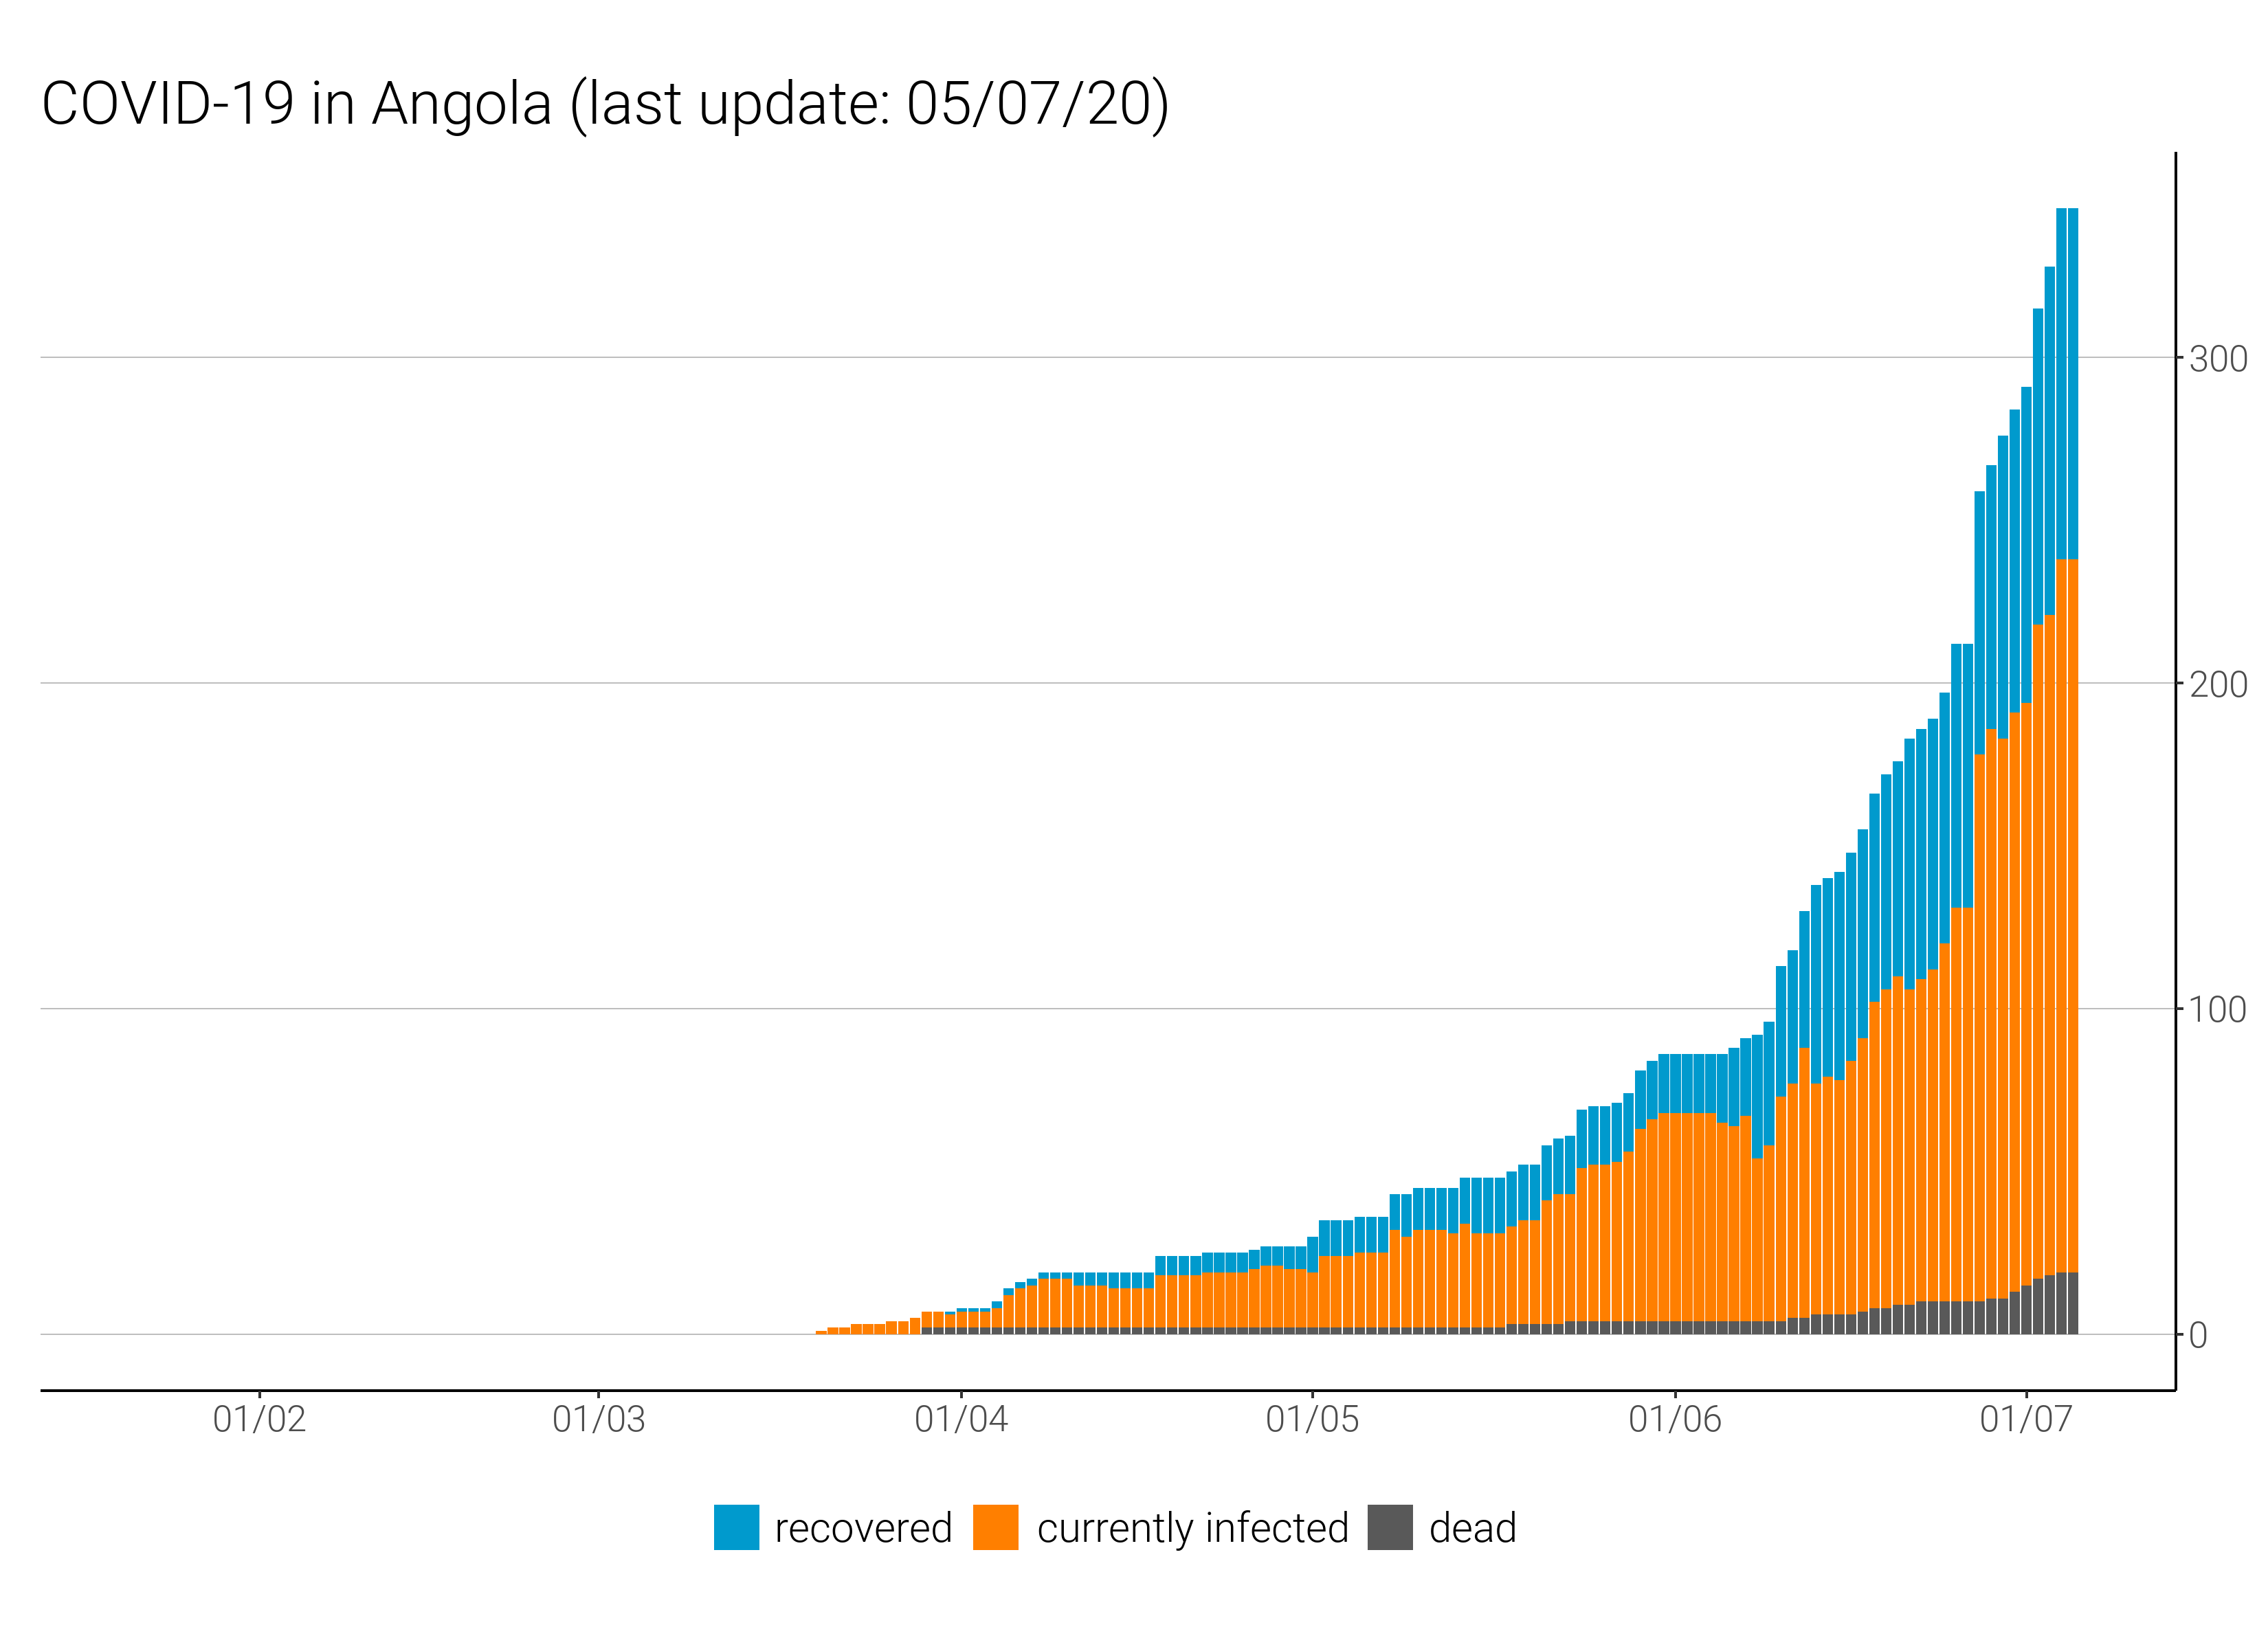 COVID-19 in Angola (last update: 05/07/20)
300
200
100
0
01/02 01/03 01/04 01/05 01/06 01/07
recovered currently infected dead